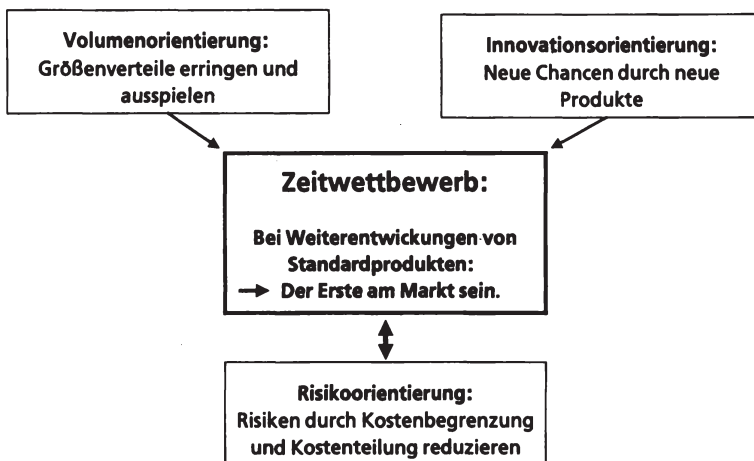 Volumenorientierung:
Größenverteile erringen und
ausspielen
Innovationsorientierung:
Neue Chancen durch neue
Produkte
Zeitwettbewerb:
Bei Weiterentwickungen von
Standardprodukten:
→ Der Erste am Markt sein.
Risikoorientierung:
Risiken durch Kostenbegrenzung
und Kostenteilung reduzieren